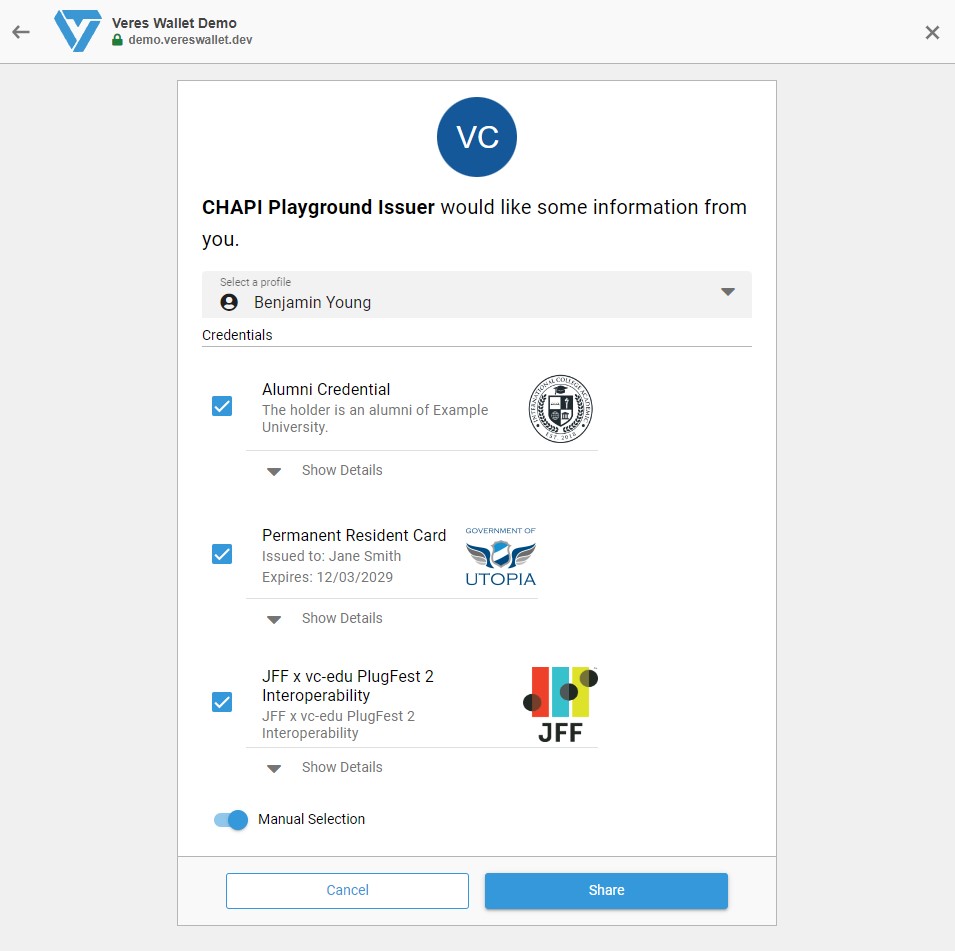 Veres Wallet Demo
demo.vereswallet.dev
VC
CHAPI Playground Issuer would like some information from
you.
Select a profile
Benjamin Young
Credentials
Alumni Credential
The holder is an alumni of Example
University.
INTERNATIONAL COLLEGE ACADEMIC
EST. 2018
Show Details
Permanent Resident Card
Issued to: Jane Smith
Expires: 12/03/2029
GOVERNMENT OF
UTOPIA
Show Details
JFF x vc-edu PlugFest 2
Interoperability
JFF x vc-edu PlugFest 2
Interoperability
JFF
Show Details
Manual Selection
Cancel
Share